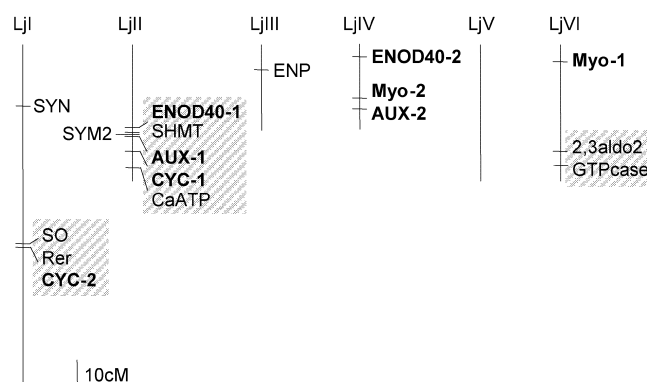 LjI LjII LjIII LjIV LjV LjVI
ENOD40-2
Myo-1
ENP
Myo-2
SYN
ENOD40-1
AUX-2
SYM2
SHMT
2,3aldo2
AUX-1
GTPcase
CYC-1
CaATP
SO
Rer
CYC-2
10cM